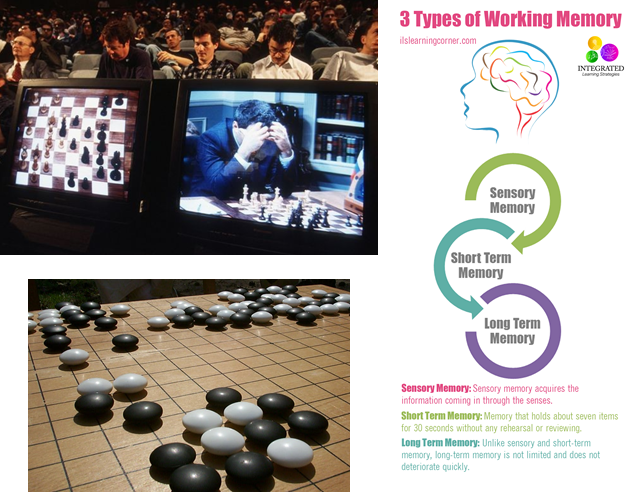 3 Types of Working Memory
ilslearningcorner.com
INTEGRATED
Learning Strategies
Sensory
Memory
Short Term
Memory
Long Term
Memory
Sensory Memory: Sensory memory acquires the
information coming in through the senses.
Short Term Memory: Memory that holds about seven items
for 30 seconds without any rehearsal or reviewing.
Long Term Memory: Unlike sensory and short-term
memory, long-term memory is not limited and does not
deteriorate quickly.